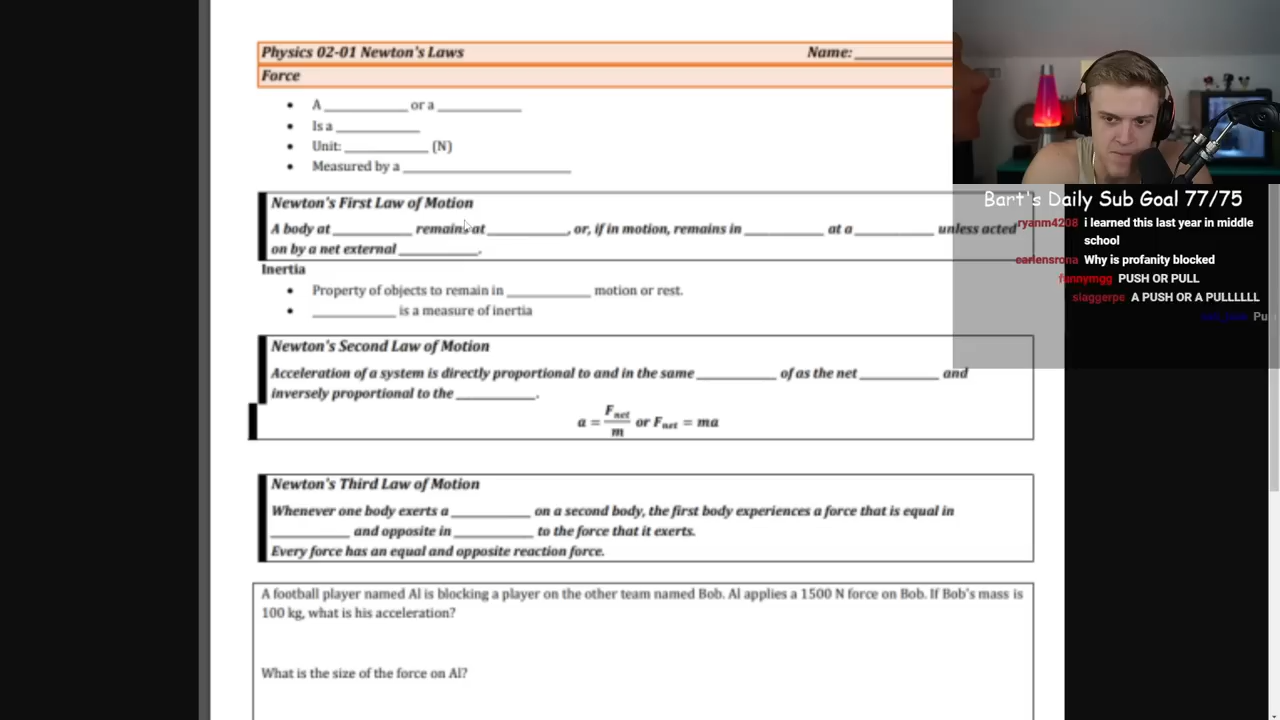 Physics 02-01 Newton's Laws Name: ____________
Force
• A ____________ or a ____________
• Is a ____________
• Unit: ____________ (N)
• Measured by a ________________________
Newton's First Law of Motion
A body at ____________ remains at ____________, or, if in motion, remains in ____________ at a ____________ unless acted
on by a net external ____________.
Inertia
• Property of objects to remain in ____________ motion or rest.
• ____________ is a measure of inertia
Newton's Second Law of Motion
Acceleration of a system is directly proportional to and in the same ____________ of as the net ____________ and
inversely proportional to the ____________.
a = Fnet/m or Fnet = ma
Newton's Third Law of Motion
Whenever one body exerts a ____________ on a second body, the first body experiences a force that is equal in
____________ and opposite in ____________ to the force that it exerts.
Every force has an equal and opposite reaction force.
A football player named Al is blocking a player on the other team named Bob. Al applies a 1500 N force on Bob. If Bob's mass is
100 kg, what is his acceleration?
What is the size of the force on Al?
Bart's Daily Sub Goal 77/75
ryanm4208 i learned this last year in middle
school
carlensrona Why is profanity blocked
funnymgg PUSH OR PULL
slaggerpe A PUSH OR A PULLLLLL